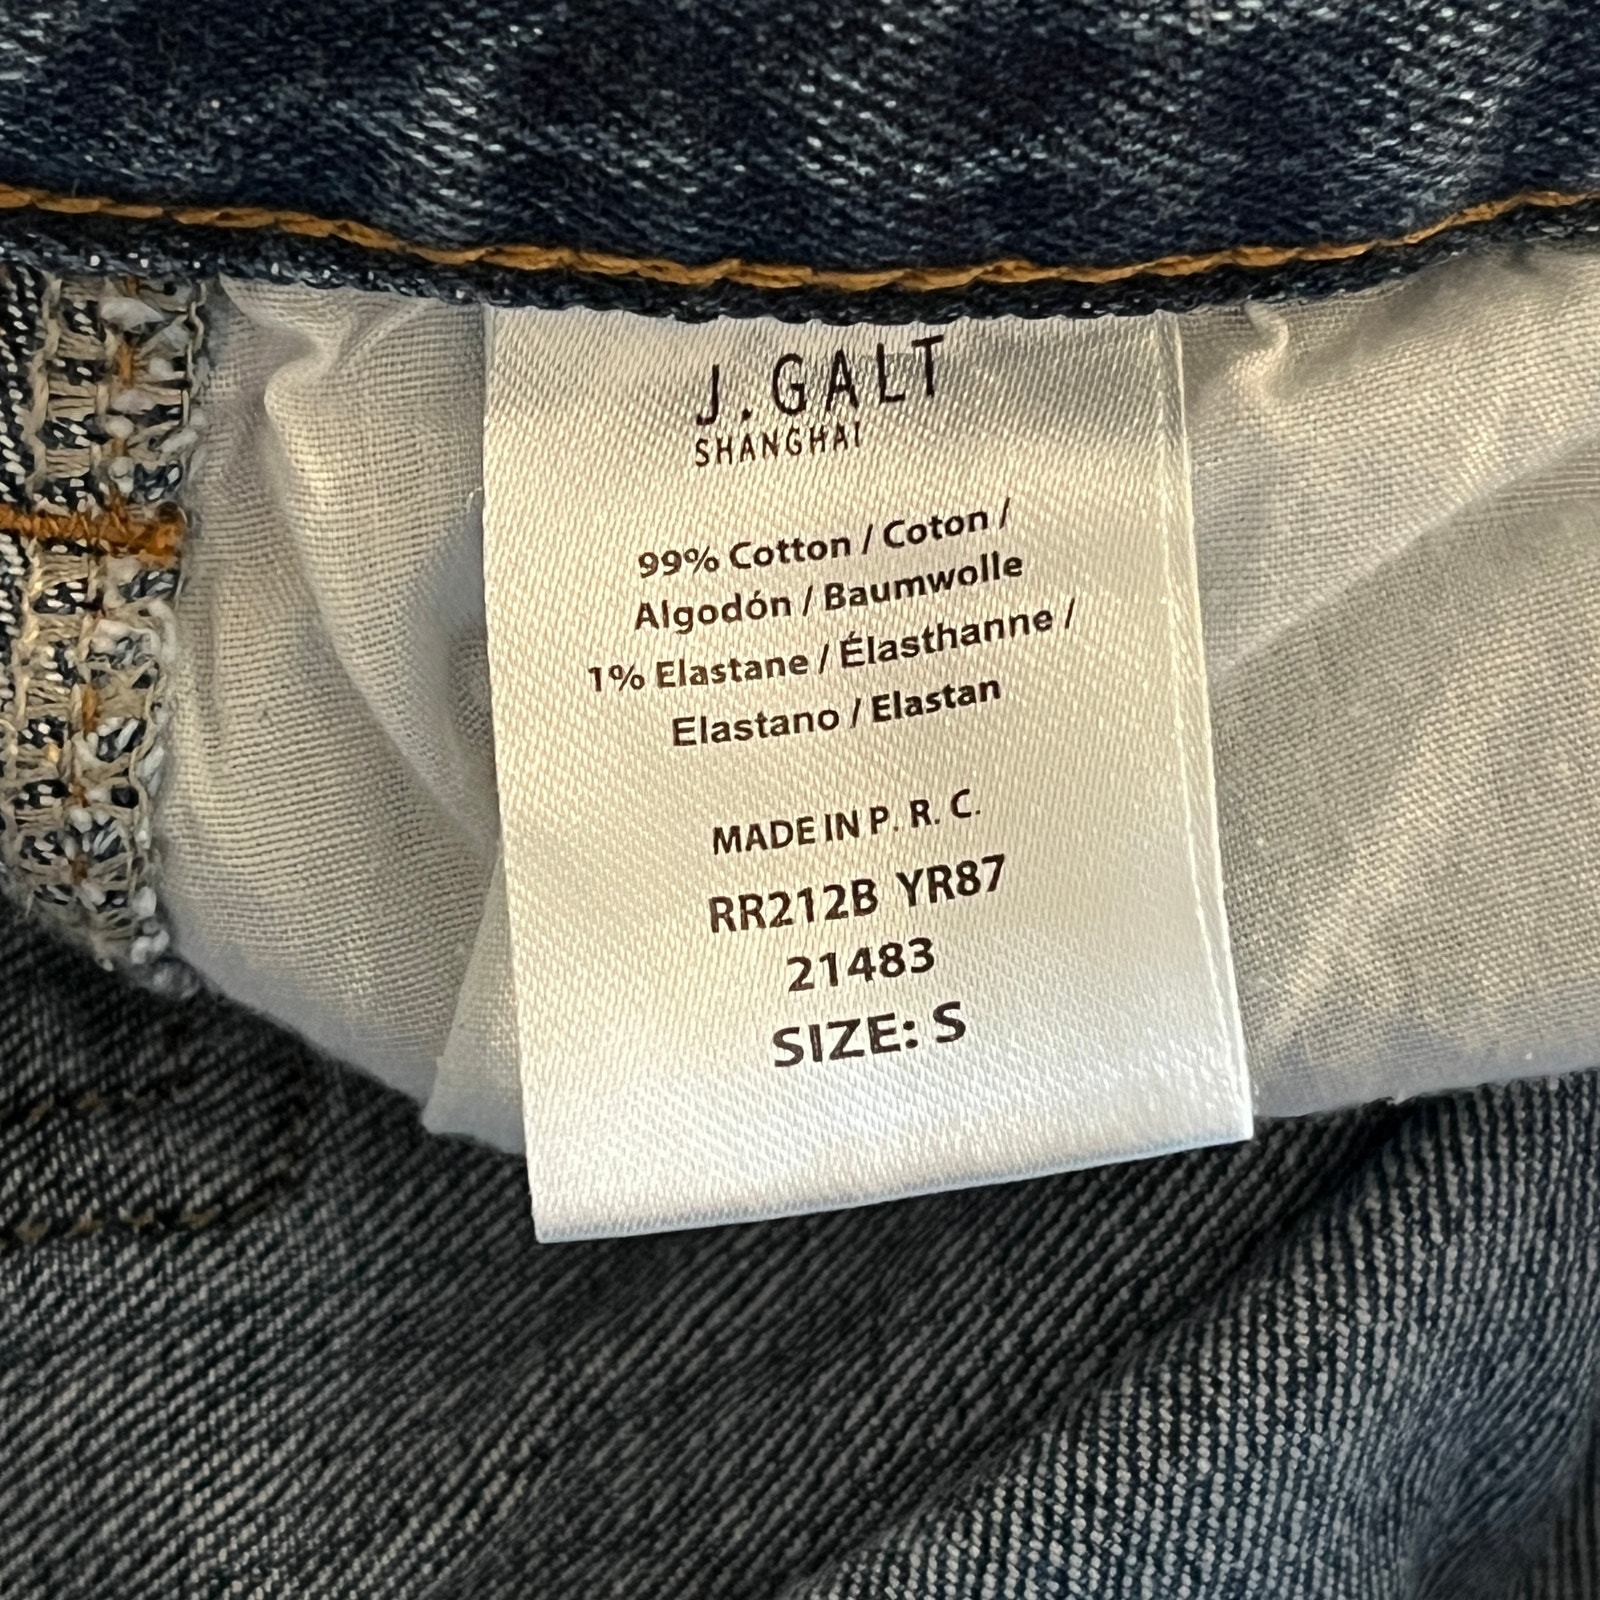 J. GALT
SHANGHAI
99% Cotton / Coton /
Algodón / Baumwolle
1% Elastane / Élasthanne /
Elastano / Elastan
MADE IN P. R. C.
RR212B YR87
21483
SIZE: S